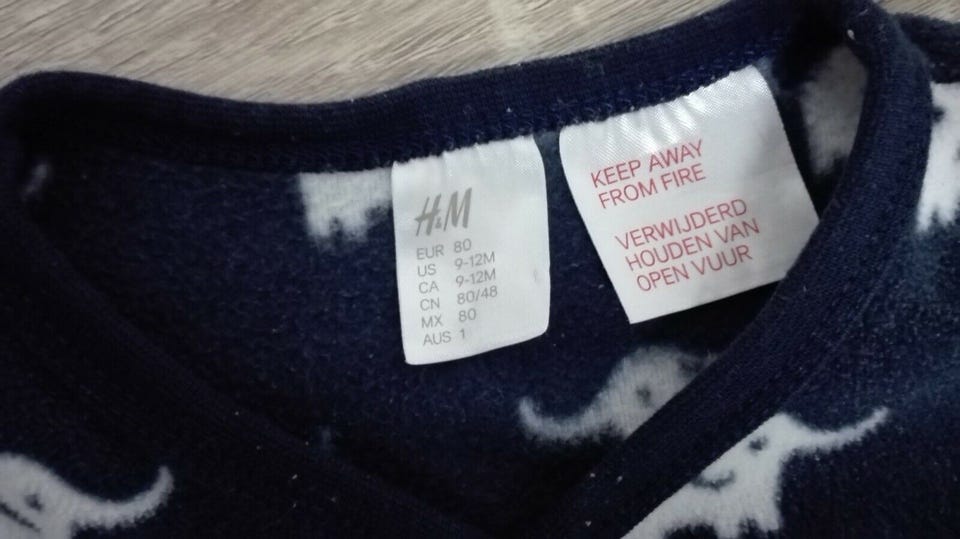 H&M
EUR 80
US 9-12M
CA 9-12M
CN 80/48
MX 80
AUS 1
KEEP AWAY
FROM FIRE
VERWIJDERD
HOUDEN VAN
OPEN VUUR